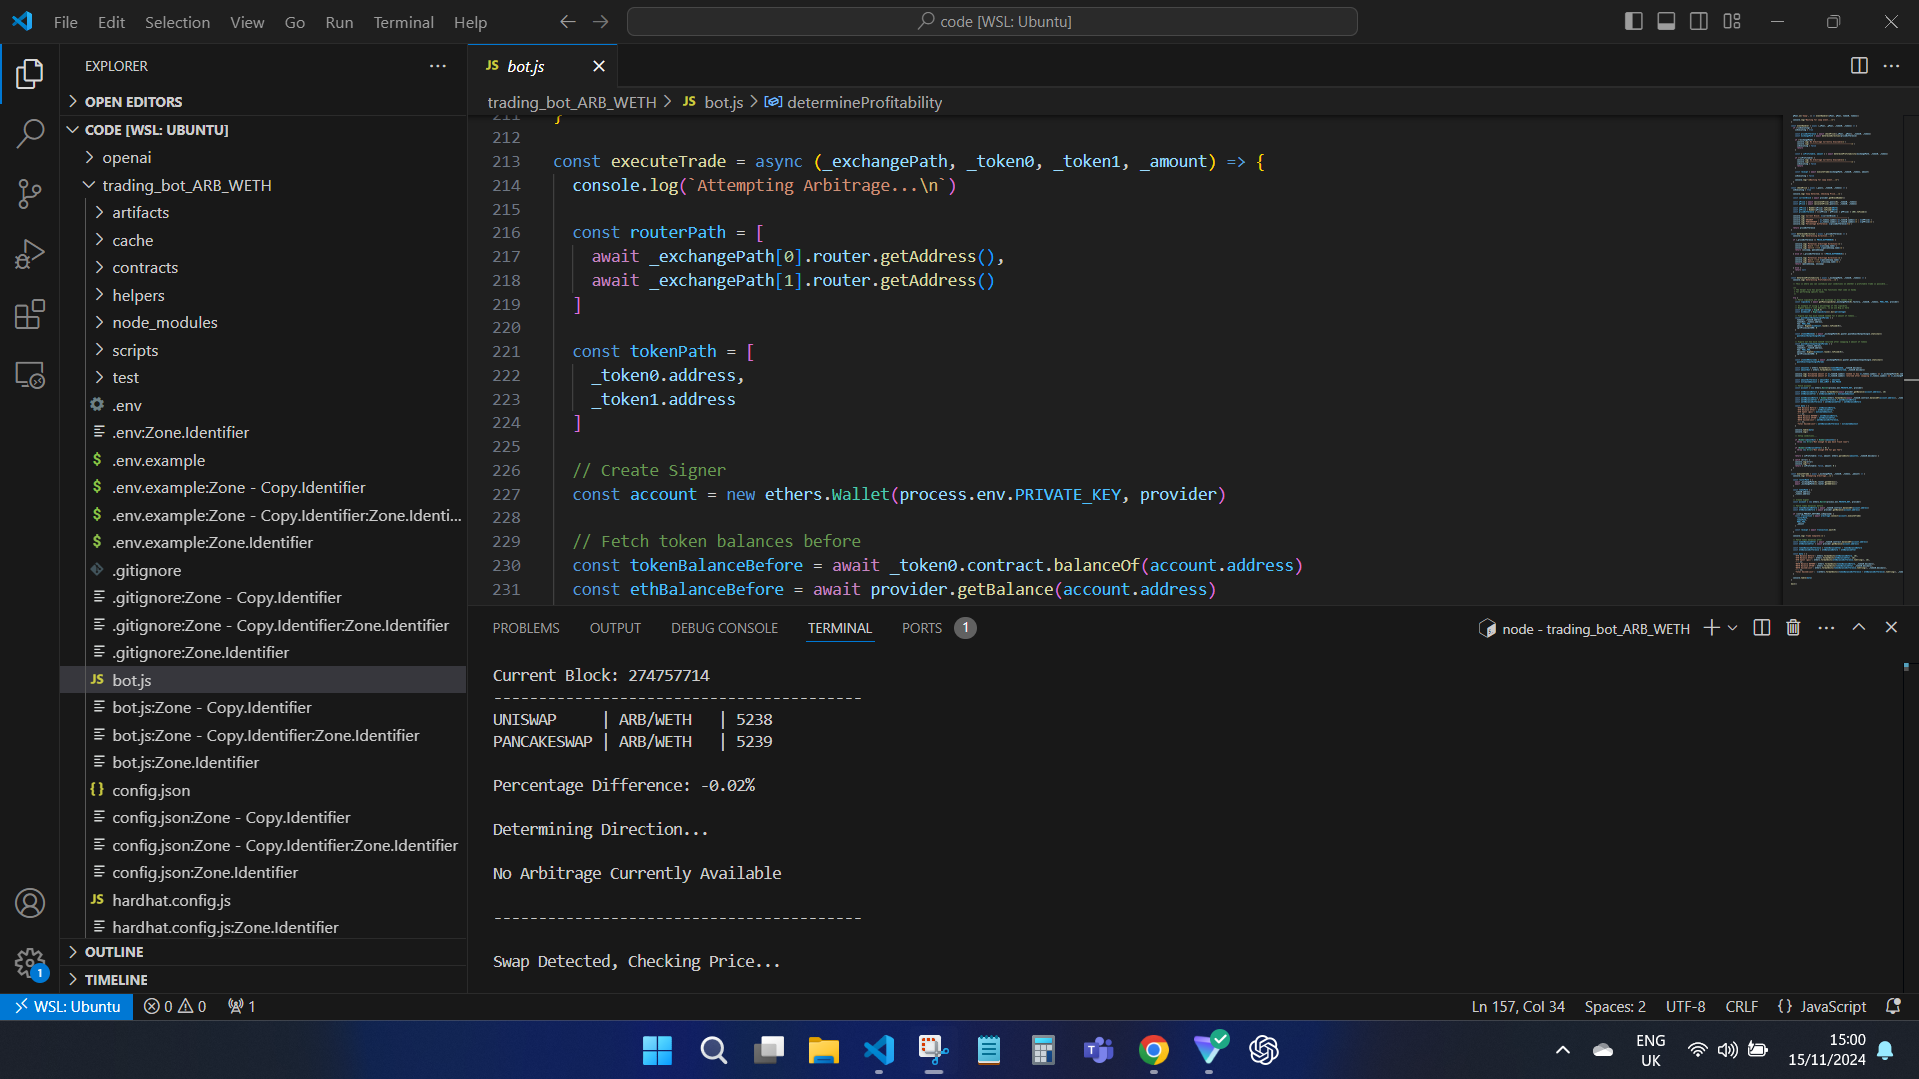 File Edit Selection View Go Run Terminal Help
code [WSL: Ubuntu]
EXPLORER
OPEN EDITORS
CODE [WSL: UBUNTU]
openai
trading_bot_ARB_WETH
artifacts
cache
contracts
helpers
node_modules
scripts
test
.env
.env:Zone.Identifier
$ .env.example
$ .env.example:Zone - Copy.Identifier
$ .env.example:Zone - Copy.Identifier:Zone.Identi...
$ .env.example:Zone.Identifier
.gitignore
.gitignore:Zone - Copy.Identifier
.gitignore:Zone - Copy.Identifier:Zone.Identifier
.gitignore:Zone.Identifier
JS bot.js
bot.js:Zone - Copy.Identifier
bot.js:Zone - Copy.Identifier:Zone.Identifier
bot.js:Zone.Identifier
{} config.json
config.json:Zone - Copy.Identifier
config.json:Zone - Copy.Identifier:Zone.Identifier
config.json:Zone.Identifier
JS hardhat.config.js
hardhat.config.js:Zone.Identifier
OUTLINE
TIMELINE
1
JS bot.js
trading_bot_ARB_WETH > JS bot.js > determineProfitability
211 }
212
213 const executeTrade = async (_exchangePath, _token0, _token1, _amount) => {
214 console.log(`Attempting Arbitrage...\n`)
215
216 const routerPath = [
217 await _exchangePath[0].router.getAddress(),
218 await _exchangePath[1].router.getAddress()
219 ]
220
221 const tokenPath = [
222 _token0.address,
223 _token1.address
224 ]
225
226 // Create Signer
227 const account = new ethers.Wallet(process.env.PRIVATE_KEY, provider)
228
229 // Fetch token balances before
230 const tokenBalanceBefore = await _token0.contract.balanceOf(account.address)
231 const ethBalanceBefore = await provider.getBalance(account.address)
PROBLEMS OUTPUT DEBUG CONSOLE TERMINAL PORTS 1
node - trading_bot_ARB_WETH
Current Block: 274757714
-----------------------------------------
UNISWAP | ARB/WETH | 5238
PANCAKESWAP | ARB/WETH | 5239
Percentage Difference: -0.02%
Determining Direction...
No Arbitrage Currently Available
-----------------------------------------
Swap Detected, Checking Price...
WSL: Ubuntu 0 0 1
Ln 157, Col 34 Spaces: 2 UTF-8 CRLF {} JavaScript
ENG
UK
15:00
15/11/2024